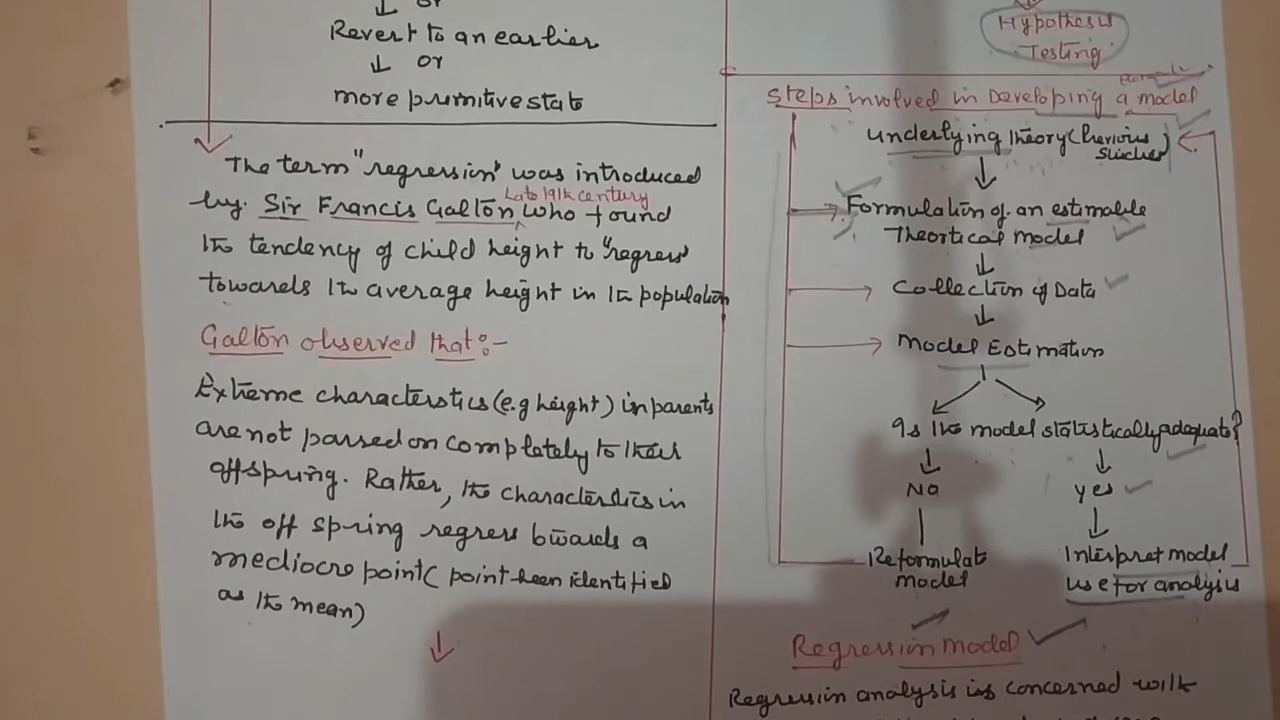 or
Revert to an earlier
or
more primitive state
The term "regression" was introduced
Late 19th century
by. Sir Francis Galton who found
the tendency of child height to "regress"
towards the average height in the population
Galton observed that:-
Extreme characterstics (e.g height) in parents
are not parsed on completely to their
offspring. Rather, the characterstics in
the off spring regress towards a
mediocre point ( point been identified
as the mean)
Hypothesis
Testing
Steps involved in Developing a model
Underlying theory (Previous
Formulation of an estimable
Theortical model
Collection of Data
Model Estimation
Is the model statistically adequate?
No
yes
Reformulate
model
Interpret model
use for analysis
Regression model
Regression analysis is concerned with